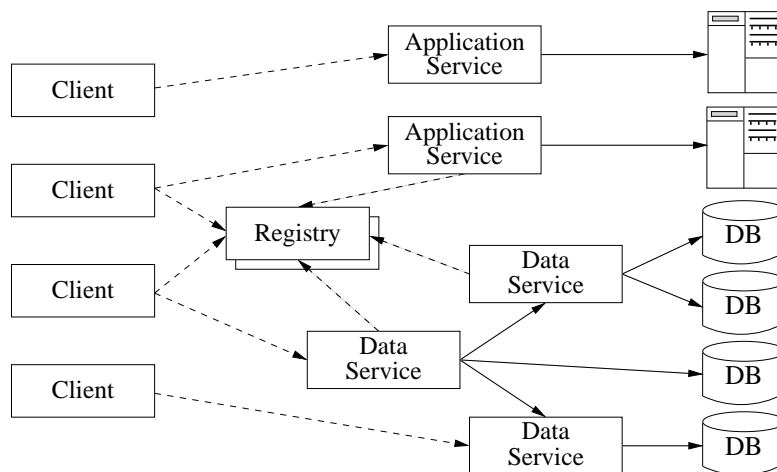 Application
Service
Client
Application
Service
Client
Registry
DB
Data
Service
Client
DB
Data
Service
DB
Client
Data
Service
DB